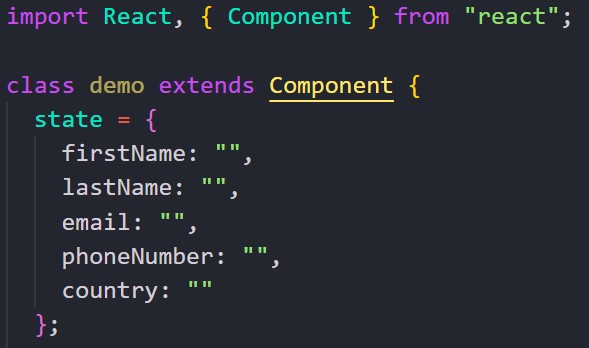 import React, { Component } from "react";
class demo extends Component {
state = {
firstName: "",
lastName: "",
email: "",
phoneNumber: "",
country: ""
};